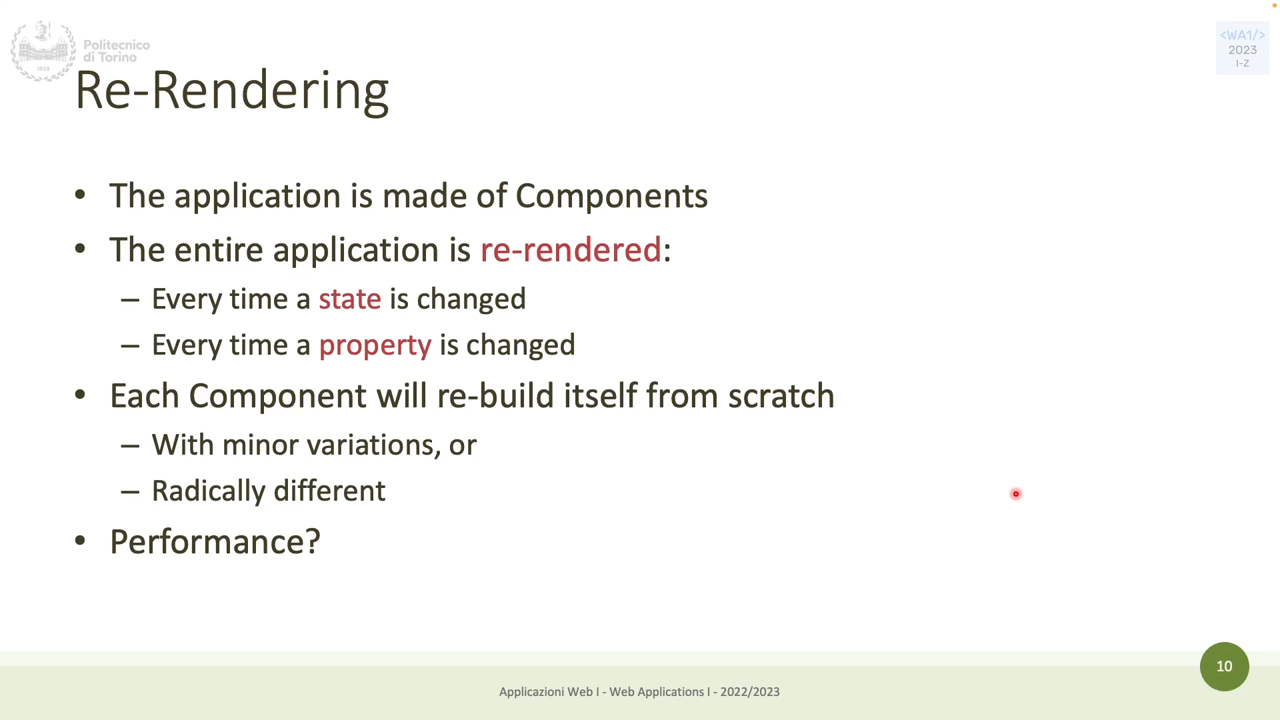 Politecnico
di Torino
<WA1/>
2023
I-Z
Re-Rendering
• The application is made of Components
• The entire application is re-rendered:
– Every time a state is changed
– Every time a property is changed
• Each Component will re-build itself from scratch
– With minor variations, or
– Radically different
• Performance?
10
Applicazioni Web I - Web Applications I - 2022/2023